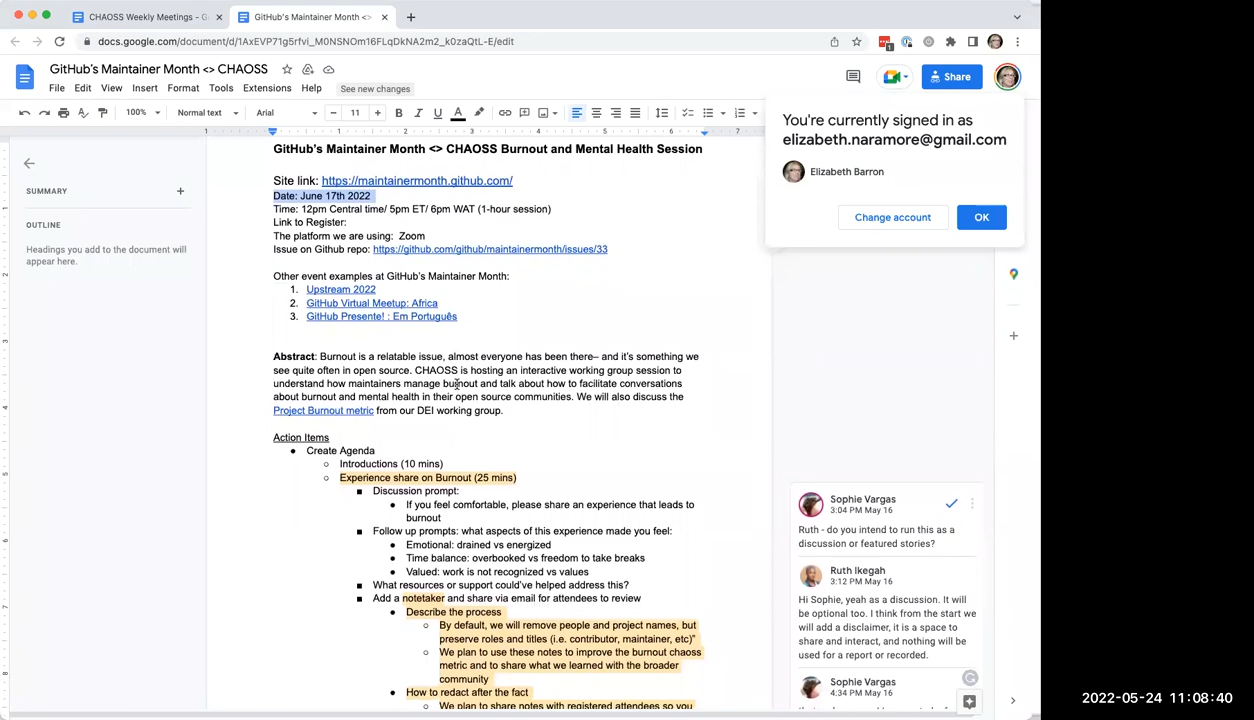 CHAOSS Weekly Meetings - G
GitHub's Maintainer Month <>
docs.google.com/document/d/1AxEVP71g5rfvi_M0NSNOm16FLqDkNA2m2_k0zaQtL-E/edit
GitHub's Maintainer Month <> CHAOSS
File Edit View Insert Format Tools Extensions Help
See new changes
Share
100% Normal text Arial 11
You're currently signed in as
elizabeth.naramore@gmail.com
Elizabeth Barron
Change account OK
SUMMARY
OUTLINE
Headings you add to the document will
appear here.
GitHub's Maintainer Month <> CHAOSS Burnout and Mental Health Session
Site link: https://maintainermonth.github.com/
Date: June 17th 2022
Time: 12pm Central time/ 5pm ET/ 6pm WAT (1-hour session)
Link to Register:
The platform we are using: Zoom
Issue on Github repo: https://github.com/github/maintainermonth/issues/33
Other event examples at GitHub's Maintainer Month:
1. Upstream 2022
2. GitHub Virtual Meetup: Africa
3. GitHub Presente! : Em Português
Abstract: Burnout is a relatable issue, almost everyone has been there– and it's something we
see quite often in open source. CHAOSS is hosting an interactive working group session to
understand how maintainers manage burnout and talk about how to facilitate conversations
about burnout and mental health in their open source communities. We will also discuss the
Project Burnout metric from our DEI working group.
Action Items
Create Agenda
Introductions (10 mins)
Experience share on Burnout (25 mins)
Discussion prompt:
If you feel comfortable, please share an experience that leads to
burnout
Follow up prompts: what aspects of this experience made you feel:
Emotional: drained vs energized
Time balance: overbooked vs freedom to take breaks
Valued: work is not recognized vs values
What resources or support could've helped address this?
Add a notetaker and share via email for attendees to review
Describe the process
By default, we will remove people and project names, but
preserve roles and titles (i.e. contributor, maintainer, etc)"
We plan to use these notes to improve the burnout chaoss
metric and to share what we learned with the broader
community
How to redact after the fact
We plan to share notes with registered attendees so you
Sophie Vargas
3:04 PM May 16
Ruth - do you intend to run this as a
discussion or featured stories?
Ruth Ikegah
3:12 PM May 16
Hi Sophie, yeah as a discussion. It will
be optional too. I think from the start we
will add a disclaimer, it is a space to
share and interact, and nothing will be
used for a report or recorded.
Sophie Vargas
4:34 PM May 16
2022-05-24 11:08:40